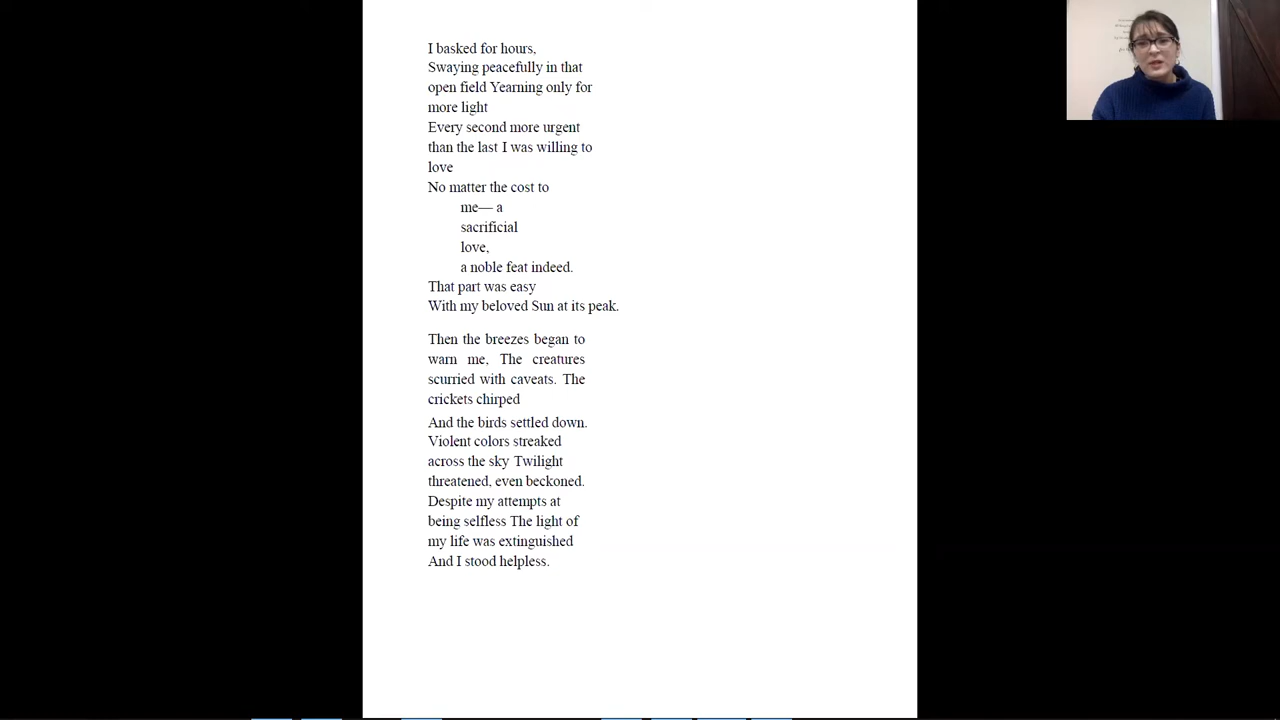 I basked for hours,
Swaying peacefully in that
open field Yearning only for
more light
Every second more urgent
than the last I was willing to
love
No matter the cost to
me— a
sacrificial
love,
a noble feat indeed.
That part was easy
With my beloved Sun at its peak.
Then the breezes began to
warn me, The creatures
scurried with caveats. The
crickets chirped
And the birds settled down.
Violent colors streaked
across the sky Twilight
threatened, even beckoned.
Despite my attempts at
being selfless The light of
my life was extinguished
And I stood helpless.